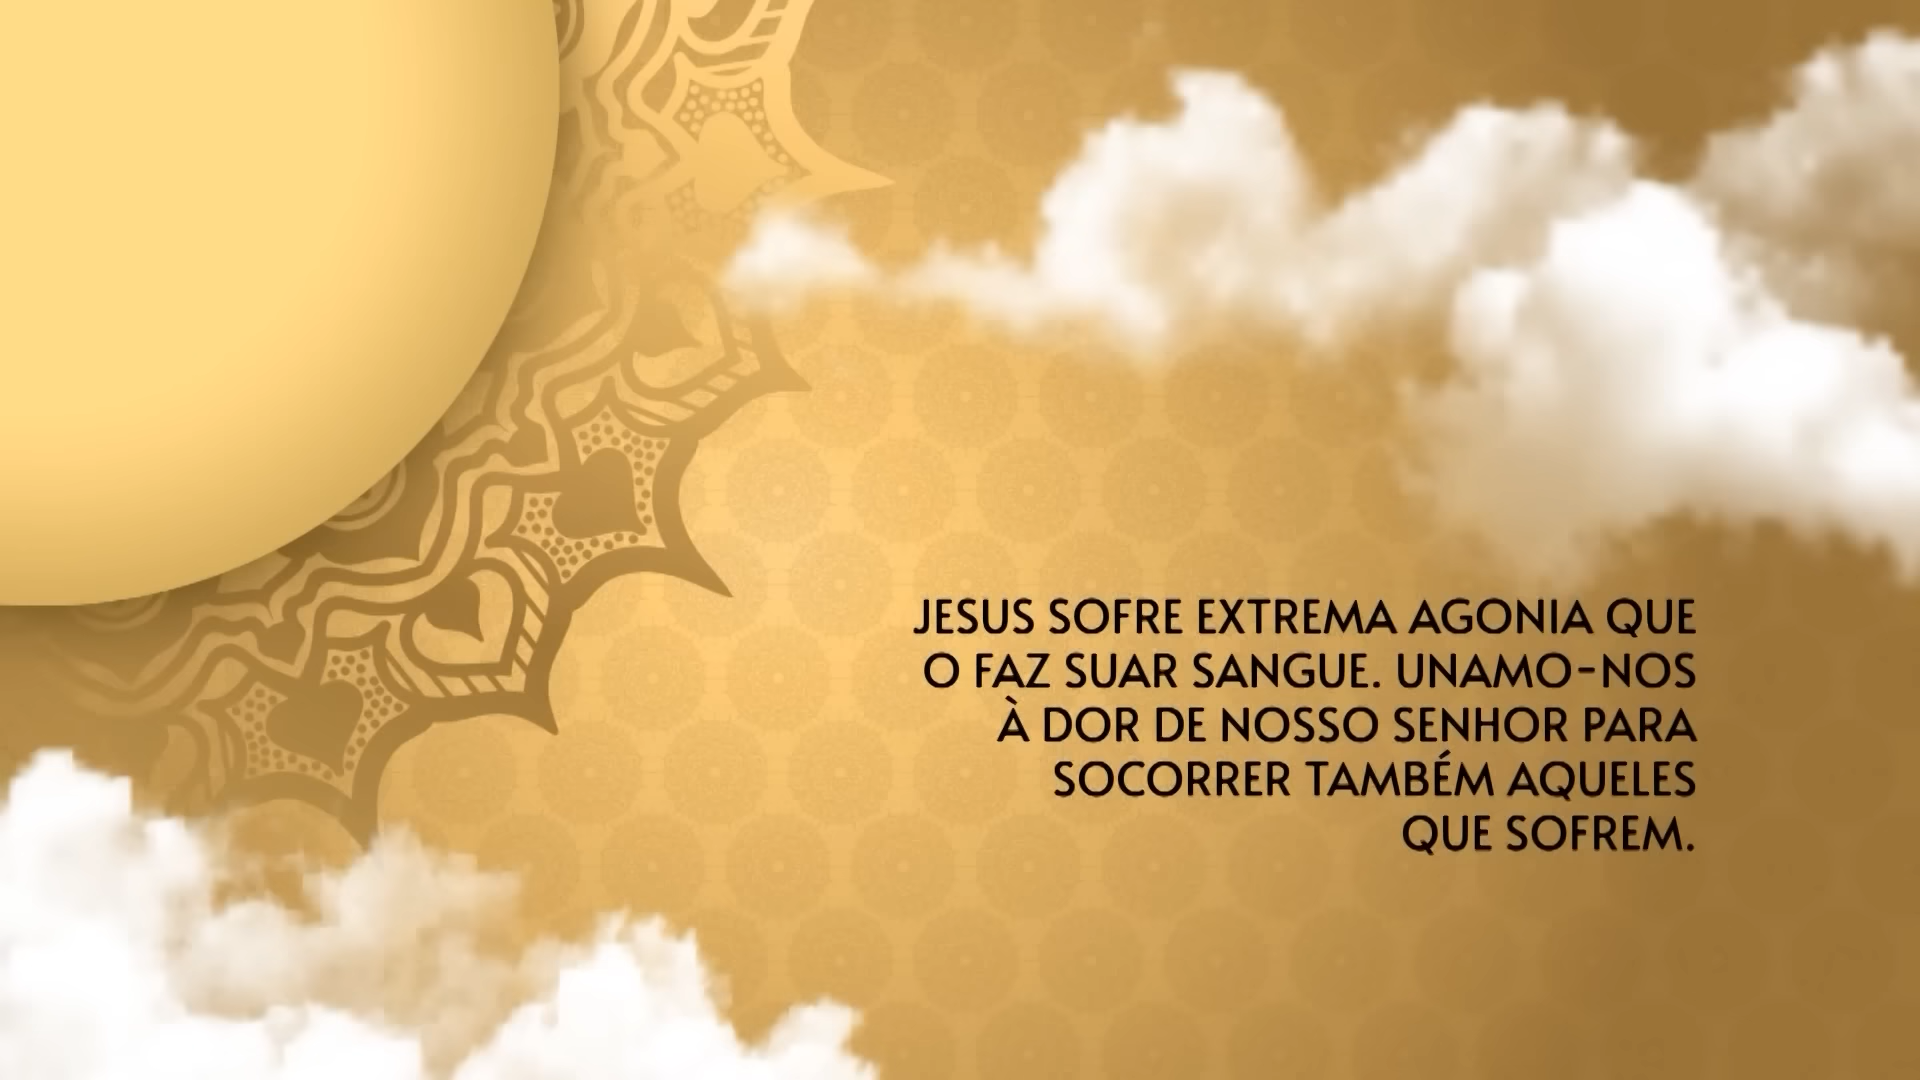 JESUS SOFRE EXTREMA AGONIA QUE
O FAZ SUAR SANGUE. UNAMO-NOS
À DOR DE NOSSO SENHOR PARA
SOCORRER TAMBÉM AQUELES
QUE SOFREM.